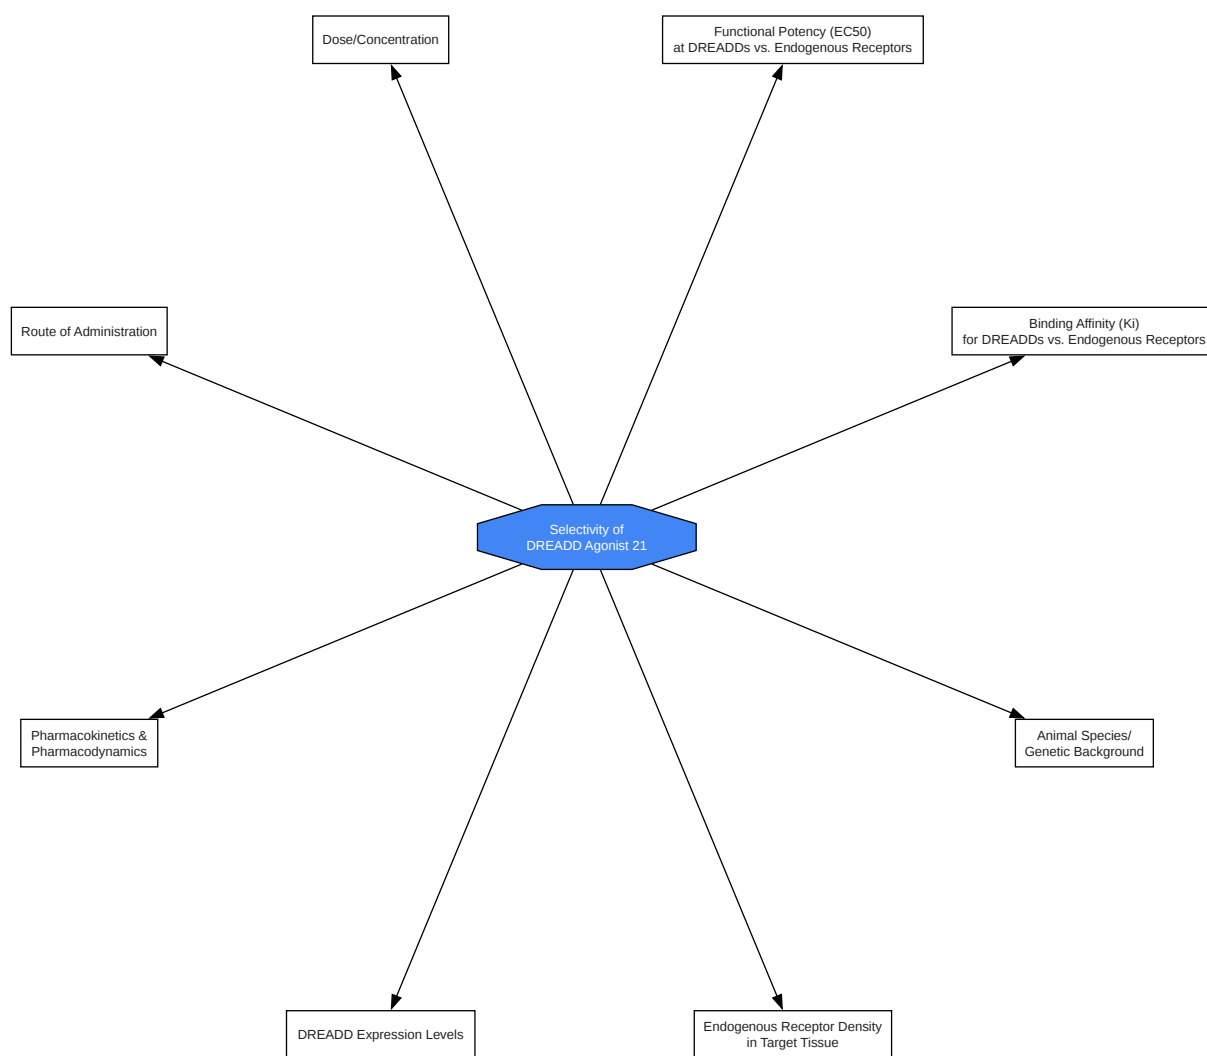 Dose/Concentration
Functional Potency (EC50)
at DREADDs vs. Endogenous Receptors
Route of Administration
Binding Affinity (Ki)
for DREADDs vs. Endogenous Receptors
Selectivity of
DREADD Agonist 21
Pharmacokinetics &
Pharmacodynamics
Animal Species/
Genetic Background
DREADD Expression Levels
Endogenous Receptor Density
in Target Tissue